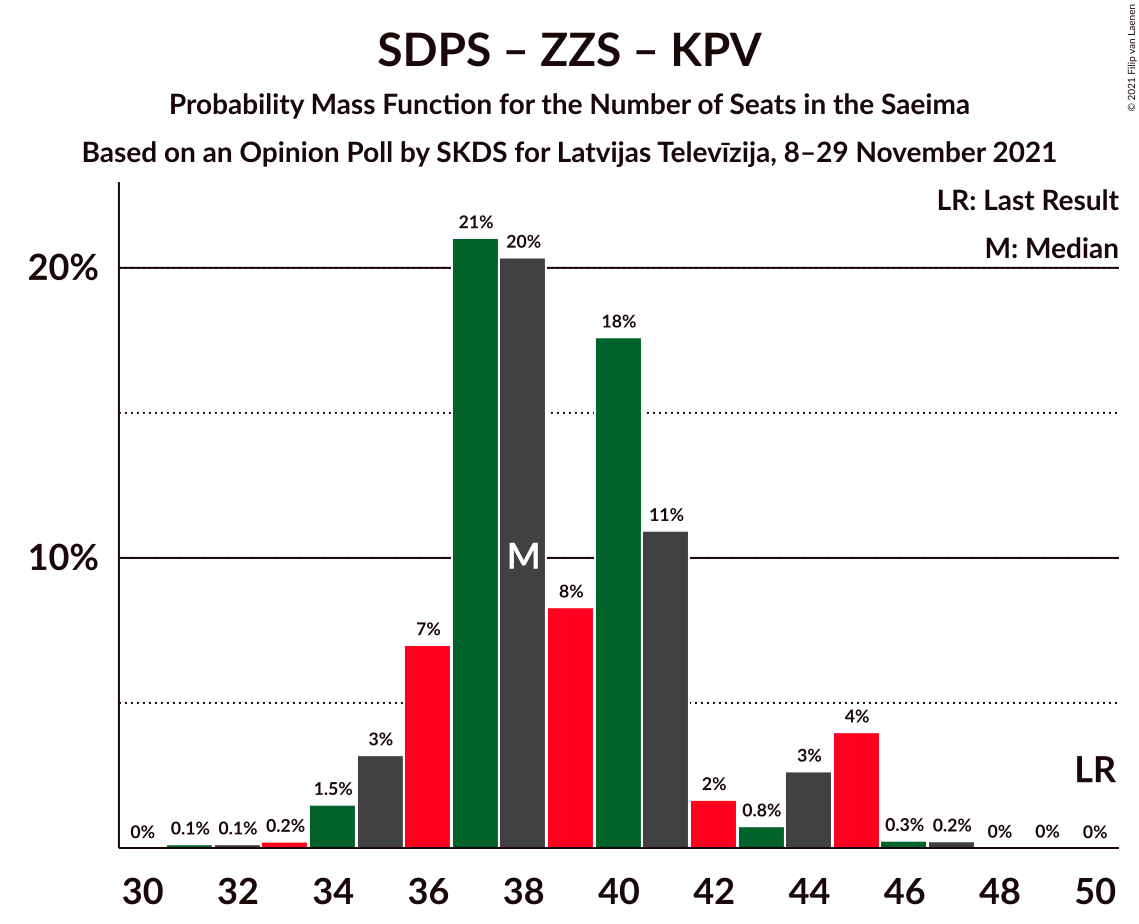 SDPS – ZZS – KPV
Probability Mass Function for the Number of Seats in the Saeima
Based on an Opinion Poll by SKDS for Latvijas Televīzija, 8–29 November 2021
© 2021 Filip van Laenen
LR: Last Result
M: Median
20%
10%
0%
0.1%
0.1%
0.2%
1.5%
3%
7%
21%
20%
M
8%
18%
11%
2%
0.8%
3%
4%
0.3%
0.2%
0%
0%
0%
LR
30 32 34 36 38 40 42 44 46 48 50